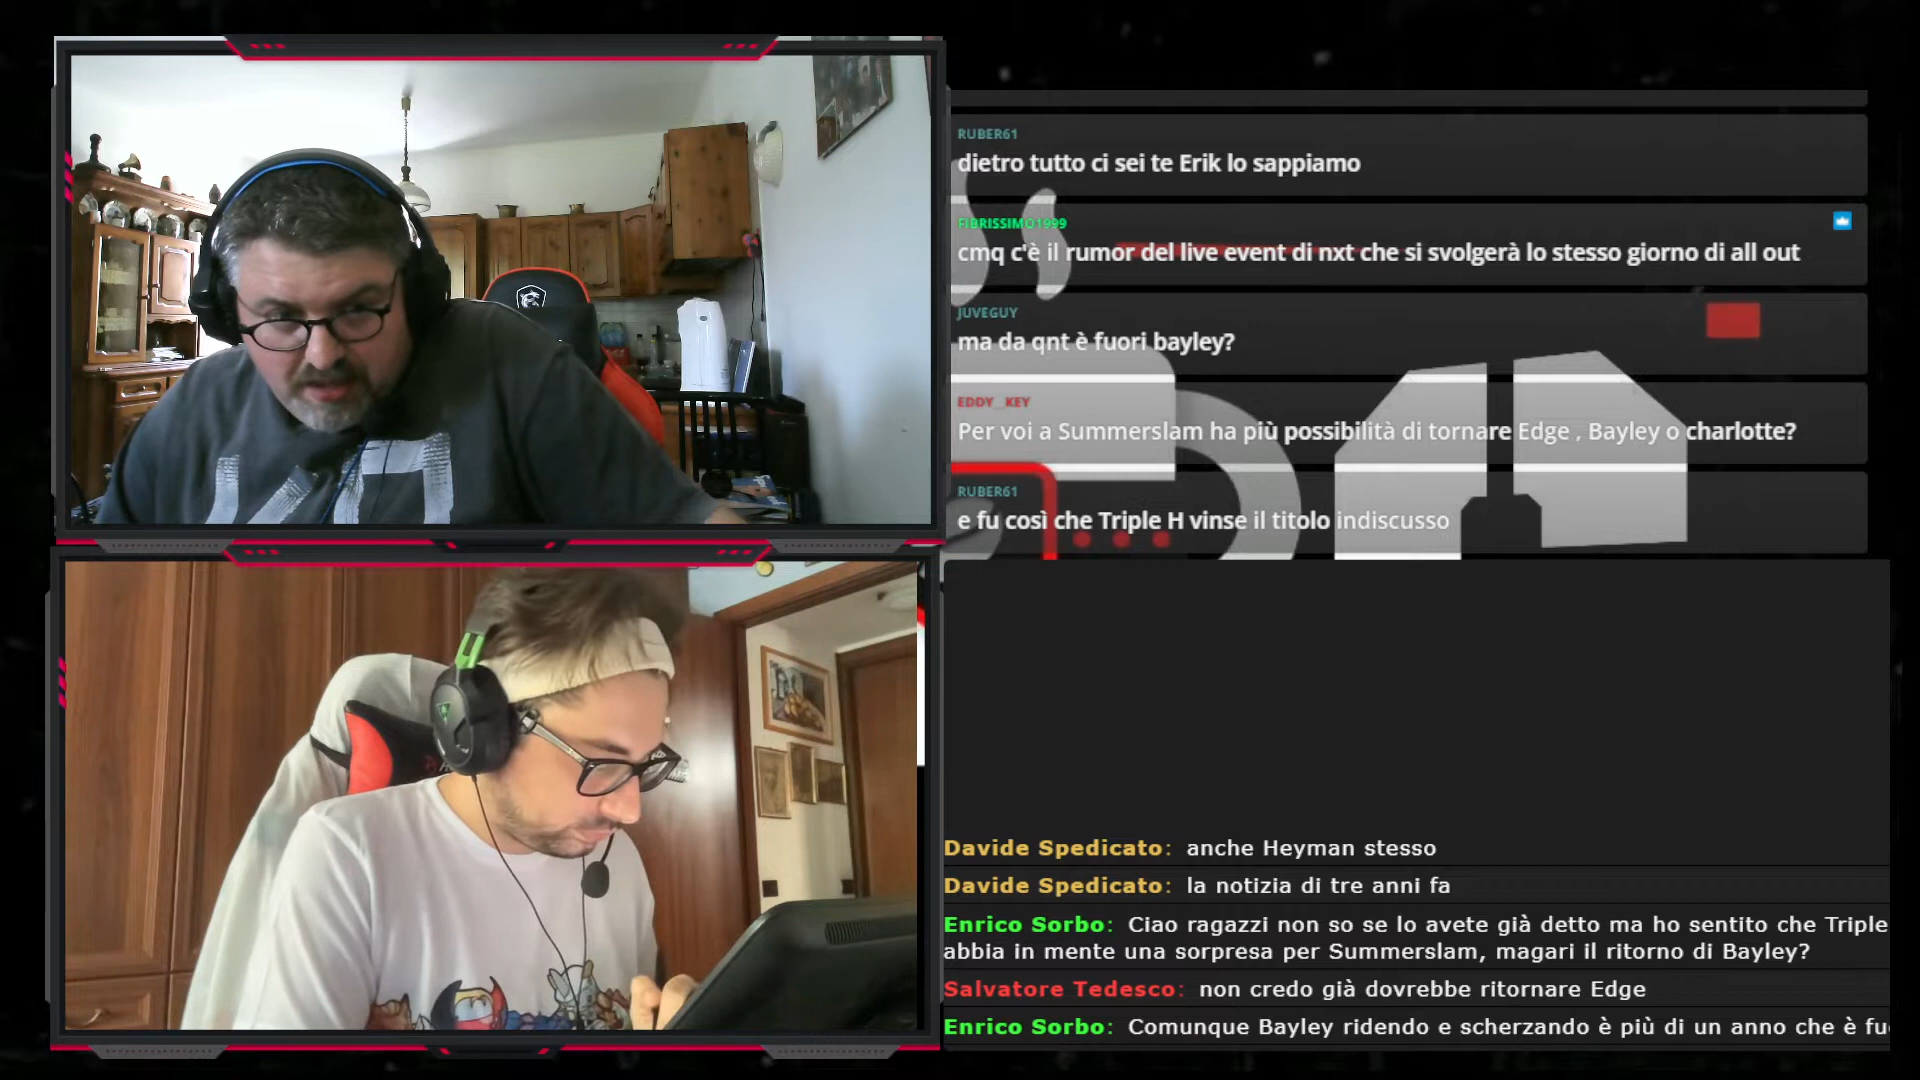 RUBER61
dietro tutto ci sei te Erik lo sappiamo
FIBRISSIMO1999
cmq c'è il rumor del live event di nxt che si svolgerà lo stesso giorno di all out
JUVEGUY
ma da qnt è fuori bayley?
EDDY__KEY
Per voi a Summerslam ha più possibilità di tornare Edge , Bayley o charlotte?
RUBER61
e fu così che Triple H vinse il titolo indiscusso
Davide Spedicato: anche Heyman stesso
Davide Spedicato: la notizia di tre anni fa
Enrico Sorbo: Ciao ragazzi non so se lo avete già detto ma ho sentito che Triple
abbia in mente una sorpresa per Summerslam, magari il ritorno di Bayley?
Salvatore Tedesco: non credo già dovrebbe ritornare Edge
Enrico Sorbo: Comunque Bayley ridendo e scherzando è più di un anno che è fu